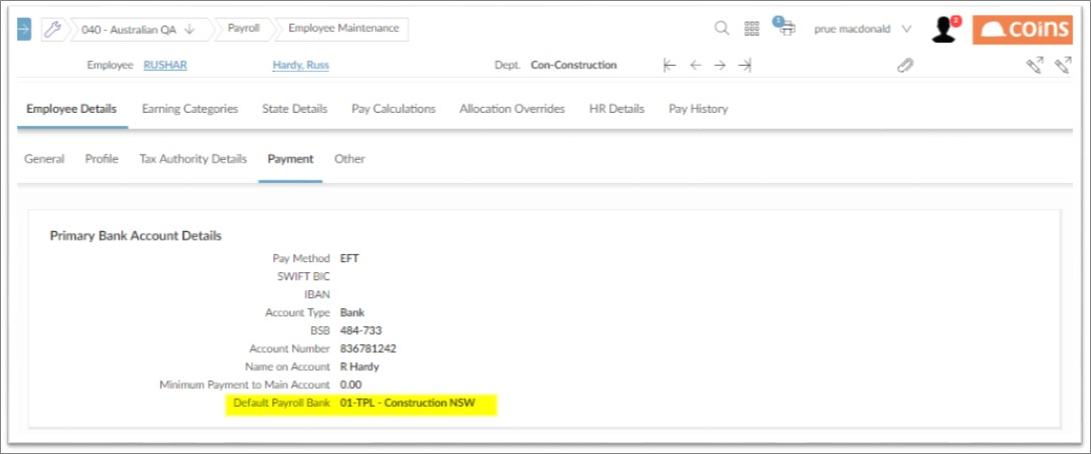 040 - Australian QA Payroll Employee Maintenance 1 prue macdonald 2 coins
Employee RUSHAR Hardy, Russ Dept. Con-Construction
Employee Details Earning Categories State Details Pay Calculations Allocation Overrides HR Details Pay History
General Profile Tax Authority Details Payment Other
Primary Bank Account Details
Pay Method EFT
SWIFT BIC
IBAN
Account Type Bank
BSB 484-733
Account Number 836781242
Name on Account R Hardy
Minimum Payment to Main Account 0.00
Default Payroll Bank 01-TPL - Construction NSW